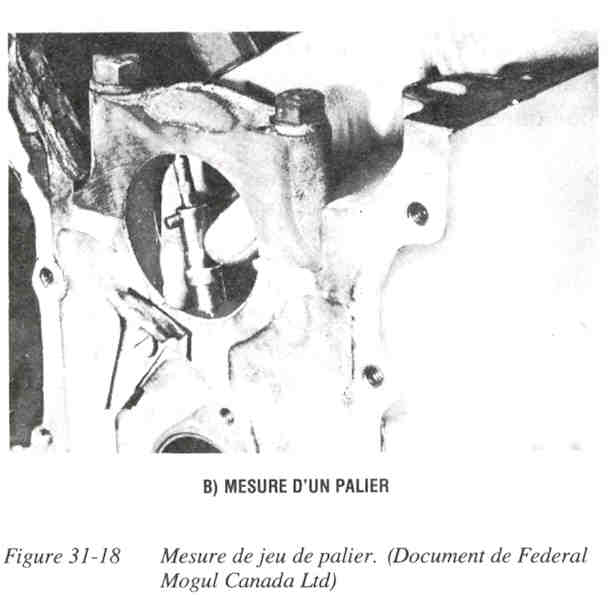 B) MESURE D'UN PALIER
Figure 31-18 Mesure de jeu de palier. (Document de Federal
Mogul Canada Ltd)